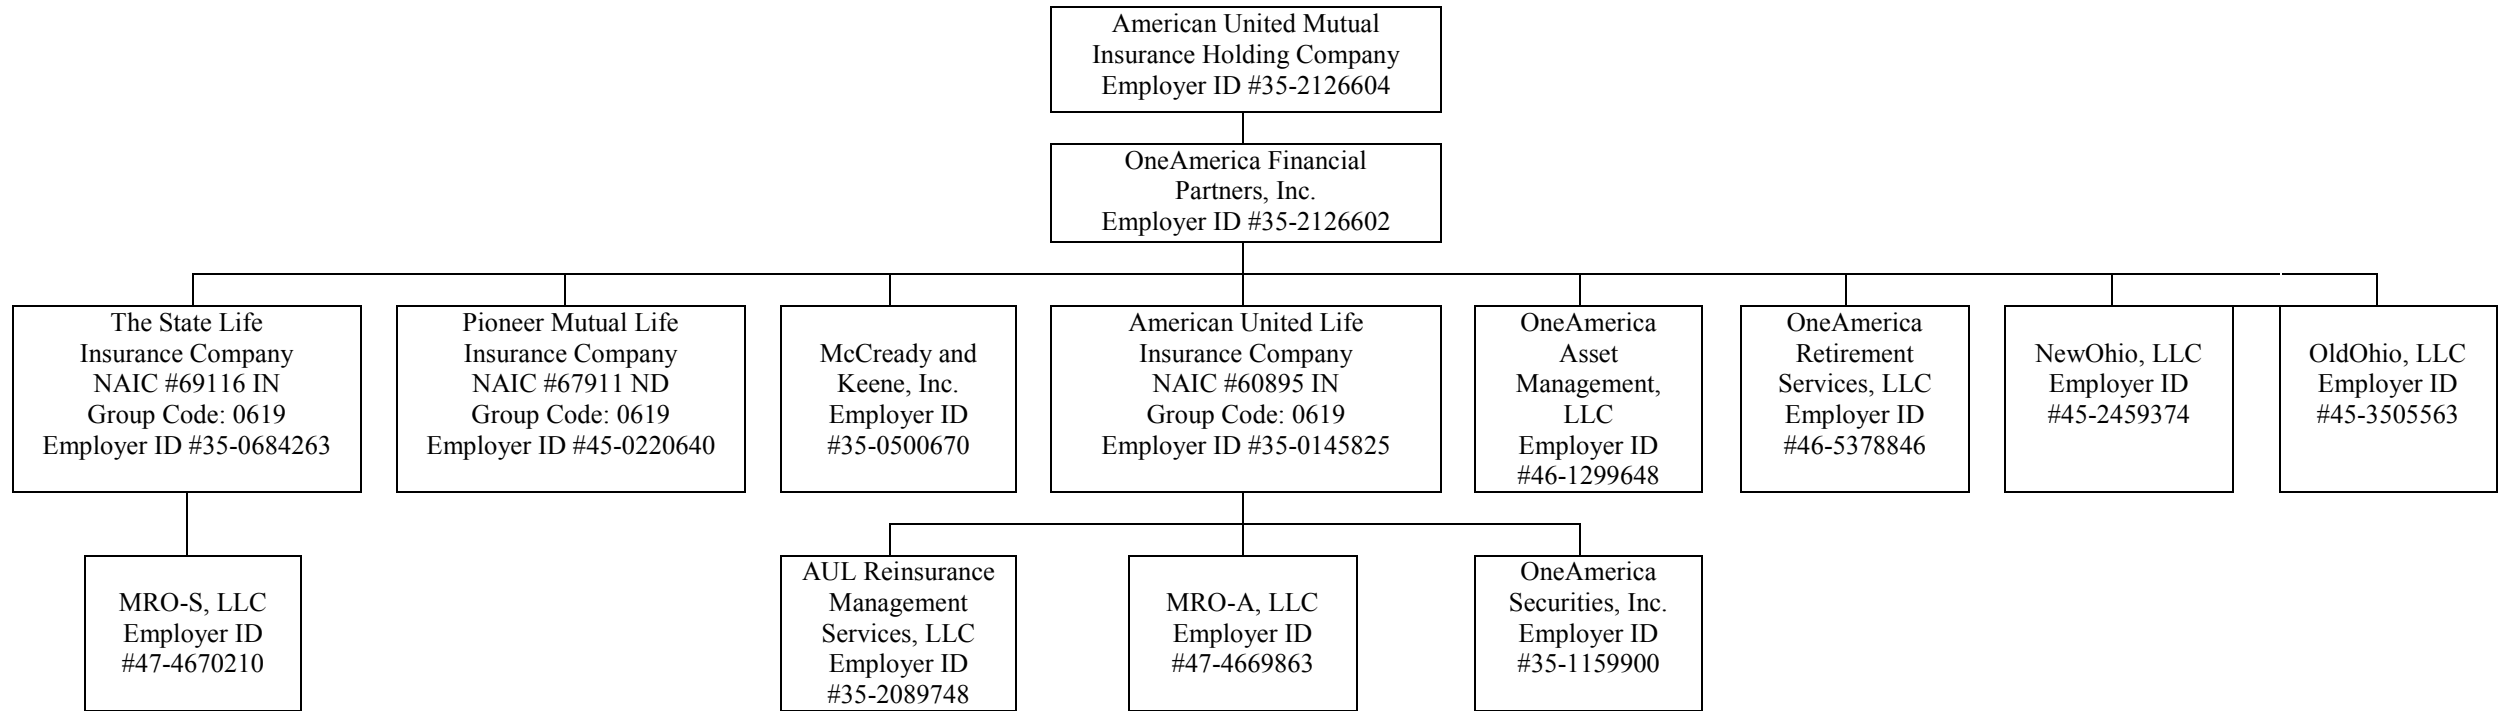 American United Mutual
Insurance Holding Company
Employer ID #35-2126604
OneAmerica Financial
Partners, Inc.
Employer ID #35-2126602
The State Life
Insurance Company
NAIC #69116 IN
Group Code: 0619
Employer ID #35-0684263
Pioneer Mutual Life
Insurance Company
NAIC #67911 ND
Group Code: 0619
Employer ID #45-0220640
McCready and
Keene, Inc.
Employer ID
#35-0500670
American United Life
Insurance Company
NAIC #60895 IN
Group Code: 0619
Employer ID #35-0145825
OneAmerica
Asset
Management,
LLC
Employer ID
#46-1299648
OneAmerica
Retirement
Services, LLC
Employer ID
#46-5378846
NewOhio, LLC
Employer ID
#45-2459374
OldOhio, LLC
Employer ID
#45-3505563
MRO-S, LLC
Employer ID
#47-4670210
AUL Reinsurance
Management
Services, LLC
Employer ID
#35-2089748
MRO-A, LLC
Employer ID
#47-4669863
OneAmerica
Securities, Inc.
Employer ID
#35-1159900